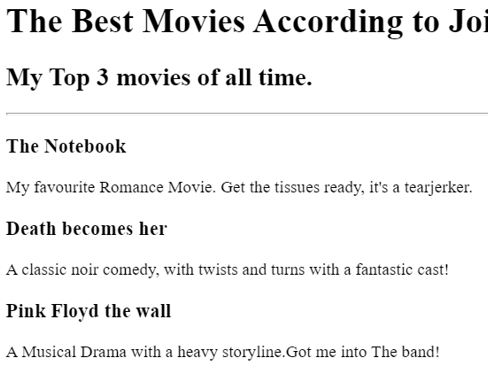 The Best Movies According to
My Top 3 movies of all time.
The Notebook
My favourite Romance Movie. Get the tissues ready, it's a tearjerker.
Death becomes her
A classic noir comedy, with twists and turns with a fantastic cast!
Pink Floyd the wall
A Musical Drama with a heavy storyline.Got me into The band!